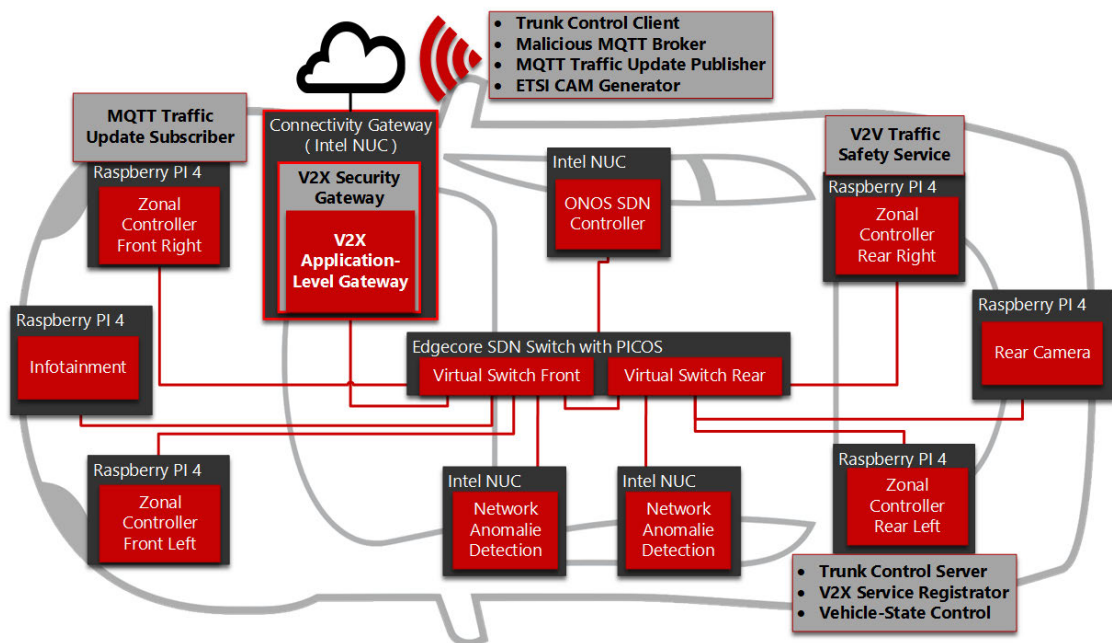 • Trunk Control Client
• Malicious MQTT Broker
• MQTT Traffic Update Publisher
• ETSI CAM Generator
MQTT Traffic
Update Subscriber
Raspberry PI 4
Zonal
Controller
Front Right
Connectivity Gateway
( Intel NUC )
V2X Security
Gateway
V2X
Application-
Level Gateway
Intel NUC
ONOS SDN
Controller
V2V Traffic
Safety Service
Raspberry PI 4
Zonal
Controller
Rear Right
Raspberry PI 4
Infotainment
Edgecore SDN Switch with PICOS
Virtual Switch Front
Virtual Switch Rear
Raspberry PI 4
Rear Camera
Raspberry PI 4
Zonal
Controller
Front Left
Intel NUC
Network
Anomalie
Detection
Intel NUC
Network
Anomalie
Detection
Raspberry PI 4
Zonal
Controller
Rear Left
• Trunk Control Server
• V2X Service Registrator
• Vehicle-State Control